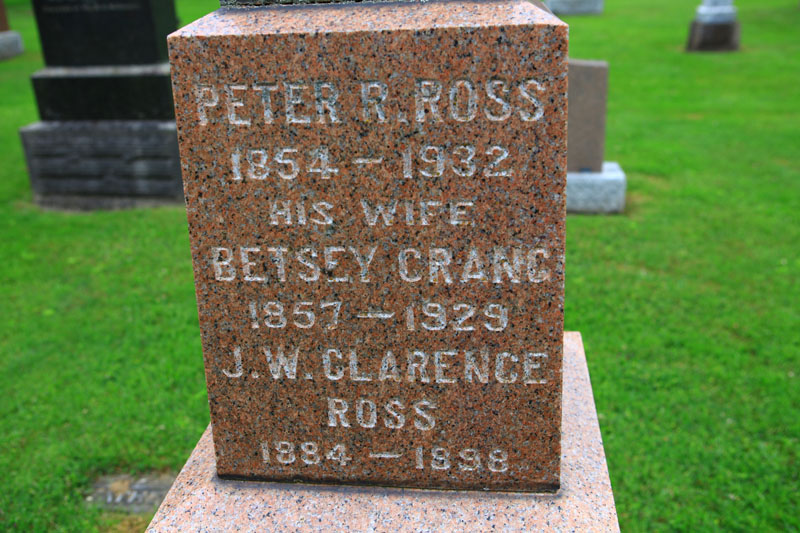 PETER R. ROSS
1854 – 1932
HIS WIFE
BETSEY CRANG
1857 – 1929
J. W. CLARENCE
ROSS
1884 – 1898